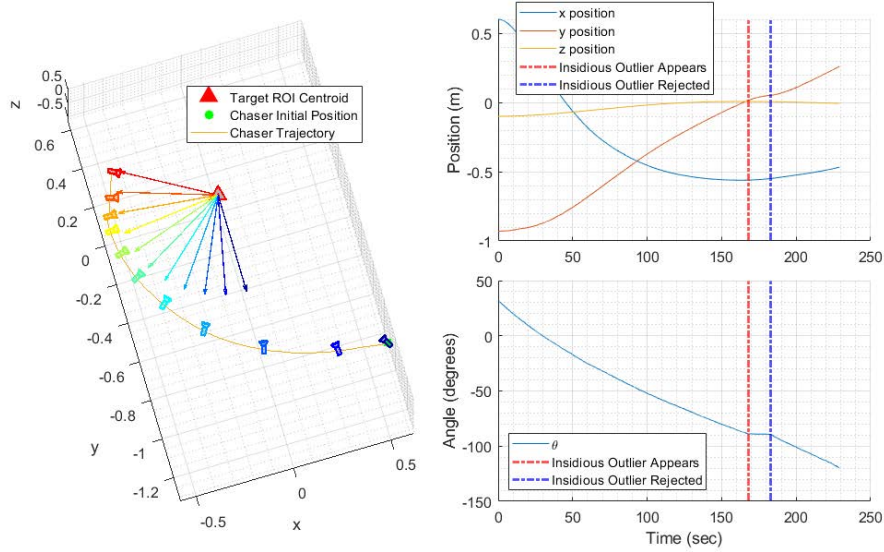 0.5
0
-0.5
z
0.6
0.4
0.2
0
-0.2
-0.4
-0.6
-0.8
-1
-1.2
y
-0.5
0
0.5
x
Target ROI Centroid
Chaser Initial Position
Chaser Trajectory
0.5
0
-0.5
-1
Position (m)
0
50
100
150
200
250
x position
y position
z position
Insidious Outlier Appears
Insidious Outlier Rejected
50
0
-50
-100
-150
Angle (degrees)
θ
Insidious Outlier Appears
Insidious Outlier Rejected
0
50
100
150
200
250
Time (sec)